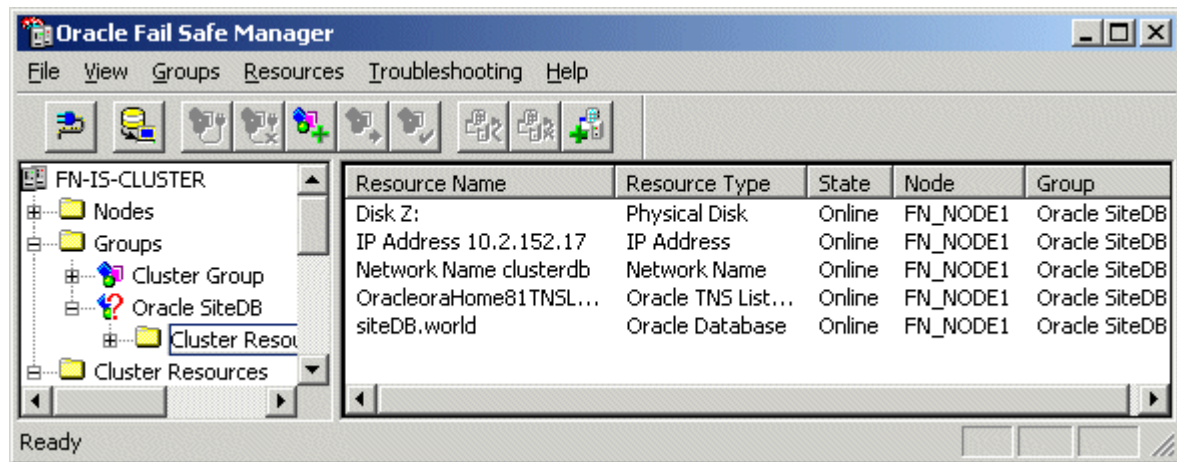 Oracle Fail Safe Manager
File View Groups Resources Troubleshooting Help
FN-IS-CLUSTER
Nodes
Groups
Cluster Group
Oracle SiteDB
Cluster Resou
Cluster Resources
Resource Name Resource Type State Node Group
Disk Z: Physical Disk Online FN_NODE1 Oracle SiteDB
IP Address 10.2.152.17 IP Address Online FN_NODE1 Oracle SiteDB
Network Name clusterdb Network Name Online FN_NODE1 Oracle SiteDB
OracleoraHome81TNSL... Oracle TNS List... Online FN_NODE1 Oracle SiteDB
siteDB.world Oracle Database Online FN_NODE1 Oracle SiteDB
Ready